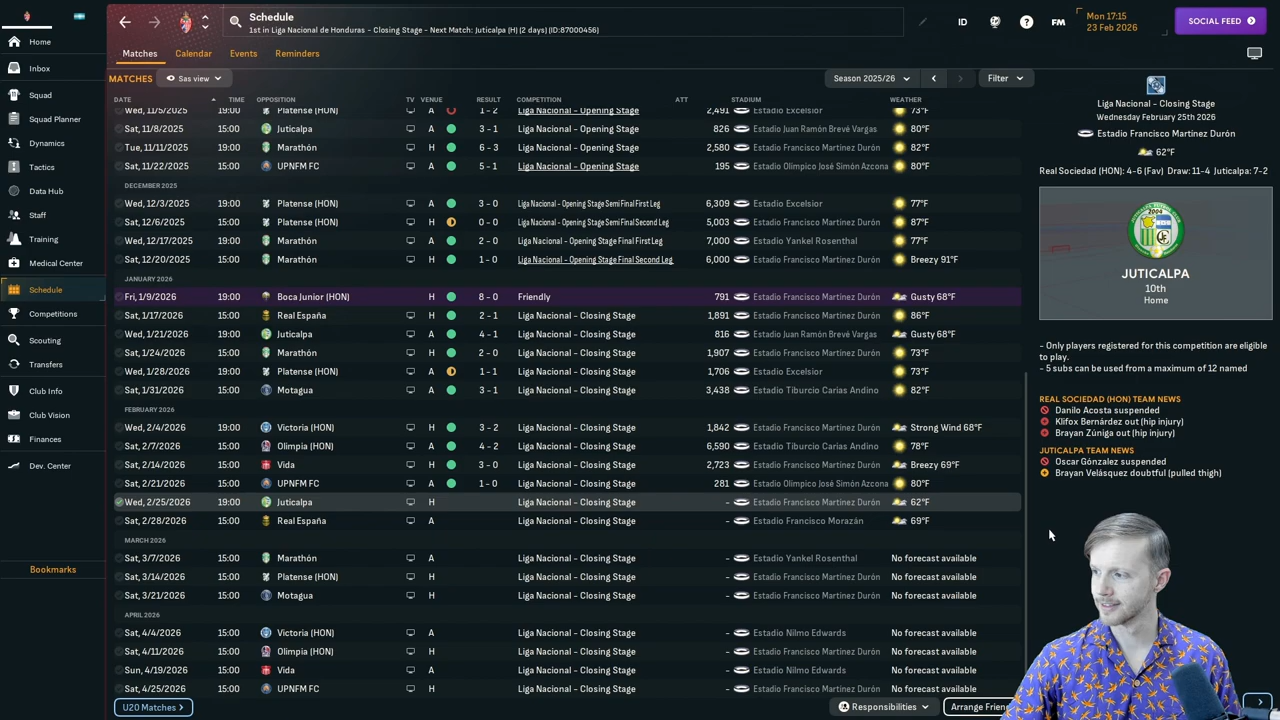 Schedule
1st in Liga Nacional de Honduras - Closing Stage - Next Match: Juticalpa (H) (2 days) (ID:87000456)
ID
FM
Mon 17:15
23 Feb 2026
SOCIAL FEED
Home
Inbox
Squad
Squad Planner
Dynamics
Tactics
Data Hub
Staff
Training
Medical Center
Schedule
Competitions
Scouting
Transfers
Club Info
Club Vision
Finances
Dev. Center
Bookmarks
Matches Calendar Events Reminders
MATCHES Sas view Season 2025/26 Filter
DATE TIME OPPOSITION TV VENUE RESULT COMPETITION ATT STADIUM WEATHER
Wed, 11/5/2025 19:00 Platense (HON) A 1 - 2 Liga Nacional - Opening Stage 2,491 Estadio Excelsior 73°F
Sat, 11/8/2025 15:00 Juticalpa A 3 - 1 Liga Nacional - Opening Stage 826 Estadio Juan Ramón Brevé Vargas 80°F
Tue, 11/11/2025 19:00 Marathón H 6 - 3 Liga Nacional - Opening Stage 2,580 Estadio Francisco Martinez Durón 82°F
Sat, 11/22/2025 15:00 UPNFM FC A 5 - 1 Liga Nacional - Opening Stage 195 Estadio Olímpico José Simón Azcona 80°F
DECEMBER 2025
Wed, 12/3/2025 19:00 Platense (HON) A 3 - 0 Liga Nacional - Opening Stage Semi Final First Leg 6,309 Estadio Excelsior 77°F
Sat, 12/6/2025 15:00 Platense (HON) H 0 - 0 Liga Nacional - Opening Stage Semi Final Second Leg 5,003 Estadio Francisco Martinez Durón 87°F
Wed, 12/17/2025 19:00 Marathón A 2 - 0 Liga Nacional - Opening Stage Final First Leg 7,000 Estadio Yankel Rosenthal 77°F
Sat, 12/20/2025 15:00 Marathón H 1 - 0 Liga Nacional - Opening Stage Final Second Leg 6,000 Estadio Francisco Martinez Durón Breezy 91°F
JANUARY 2026
Fri, 1/9/2026 19:00 Boca Junior (HON) H 8 - 0 Friendly 791 Estadio Francisco Martinez Durón Gusty 68°F
Sat, 1/17/2026 15:00 Real España H 2 - 1 Liga Nacional - Closing Stage 1,891 Estadio Francisco Martinez Durón 86°F
Wed, 1/21/2026 19:00 Juticalpa A 4 - 1 Liga Nacional - Closing Stage 816 Estadio Juan Ramón Brevé Vargas Gusty 68°F
Sat, 1/24/2026 15:00 Marathón H 2 - 0 Liga Nacional - Closing Stage 1,907 Estadio Francisco Martinez Durón 73°F
Wed, 1/28/2026 19:00 Platense (HON) A 1 - 1 Liga Nacional - Closing Stage 1,706 Estadio Excelsior 73°F
Sat, 1/31/2026 15:00 Motagua A 3 - 1 Liga Nacional - Closing Stage 3,438 Estadio Tiburcio Carias Andino 82°F
FEBRUARY 2026
Wed, 2/4/2026 19:00 Victoria (HON) H 3 - 2 Liga Nacional - Closing Stage 1,842 Estadio Francisco Martinez Durón Strong Wind 68°F
Sat, 2/7/2026 15:00 Olimpia (HON) A 4 - 2 Liga Nacional - Closing Stage 6,590 Estadio Tiburcio Carias Andino 78°F
Sat, 2/14/2026 15:00 Vida H 3 - 0 Liga Nacional - Closing Stage 2,723 Estadio Francisco Martinez Durón Breezy 69°F
Sat, 2/21/2026 15:00 UPNFM FC A 1 - 0 Liga Nacional - Closing Stage 281 Estadio Olímpico José Simón Azcona 80°F
Wed, 2/25/2026 19:00 Juticalpa H Liga Nacional - Closing Stage - Estadio Francisco Martinez Durón 62°F
Sat, 2/28/2026 15:00 Real España A Liga Nacional - Closing Stage - Estadio Francisco Morazán 69°F
MARCH 2026
Sat, 3/7/2026 15:00 Marathón A Liga Nacional - Closing Stage - Estadio Yankel Rosenthal No forecast available
Sat, 3/14/2026 15:00 Platense (HON) H Liga Nacional - Closing Stage - Estadio Francisco Martinez Durón No forecast available
Sat, 3/21/2026 15:00 Motagua H Liga Nacional - Closing Stage - Estadio Francisco Martinez Durón No forecast available
APRIL 2026
Sat, 4/4/2026 15:00 Victoria (HON) A Liga Nacional - Closing Stage - Estadio Nilmo Edwards No forecast available
Sat, 4/11/2026 15:00 Olimpia (HON) H Liga Nacional - Closing Stage - Estadio Francisco Martinez Durón No forecast available
Sun, 4/19/2026 15:00 Vida A Liga Nacional - Closing Stage - Estadio Nilmo Edwards No forecast available
Sat, 4/25/2026 15:00 UPNFM FC H Liga Nacional - Closing Stage - Estadio Francisco Martinez Durón No forecast available
U20 Matches > Responsibilities Arrange Frien
Liga Nacional - Closing Stage
Wednesday February 25th 2026
Estadio Francisco Martinez Durón
62°F
Real Sociedad (HON): 4-6 (Fav) Draw: 11-4 Juticalpa: 7-2
2004
JUTICALPA
10th
Home
- Only players registered for this competition are eligible
to play.
- 5 subs can be used from a maximum of 12 named
REAL SOCIEDAD (HON) TEAM NEWS
Danilo Acosta suspended
Klifox Bernárdez out (hip injury)
Brayan Zúniga out (hip injury)
JUTICALPA TEAM NEWS
Oscar Gónzalez suspended
Brayan Velásquez doubtful (pulled thigh)